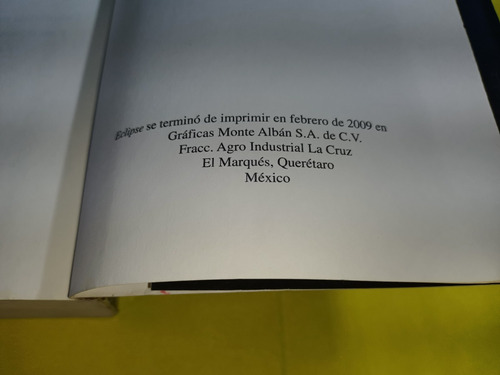 Eclipse se terminó de imprimir en febrero de 2009 en
Gráficas Monte Albán S.A. de C.V.
Fracc. Agro Industrial La Cruz
El Marqués, Querétaro
México